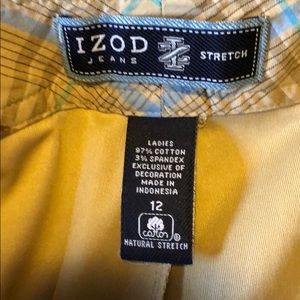 IZOD
JEANS
STRETCH
LADIES
97% COTTON
3% SPANDEX
EXCLUSIVE OF
DECORATION
MADE IN
INDONESIA
12
cotton
NATURAL STRETCH